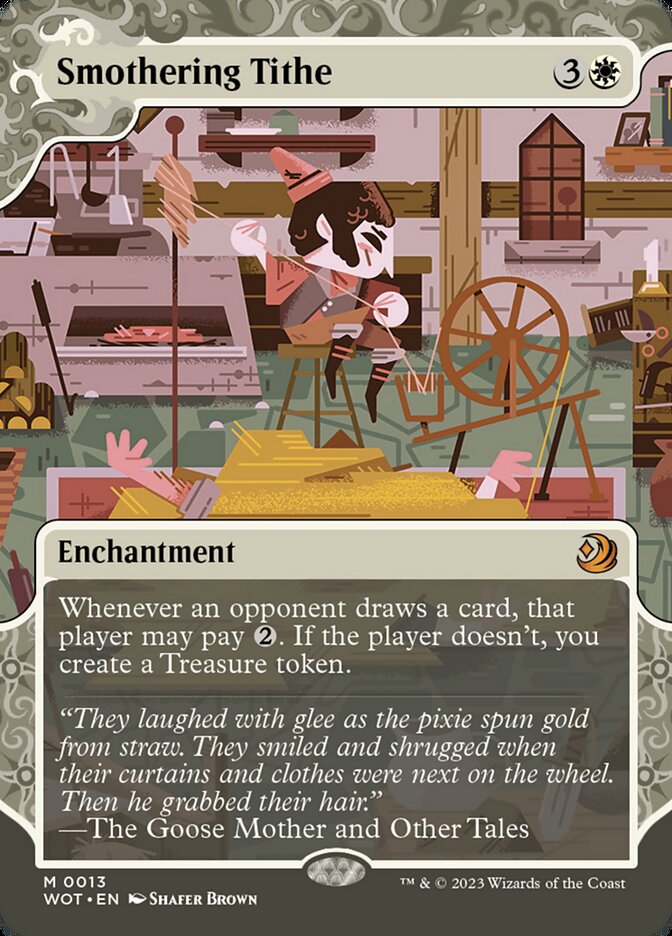 Smothering Tithe 3
Enchantment
Whenever an opponent draws a card, that
player may pay 2. If the player doesn't, you
create a Treasure token.
“They laughed with glee as the pixie spun gold
from straw. They smiled and shrugged when
their curtains and clothes were next on the wheel.
Then he grabbed their hair.”
—The Goose Mother and Other Tales
M 0013
WOT • EN Shafer Brown
™ & © 2023 Wizards of the Coast